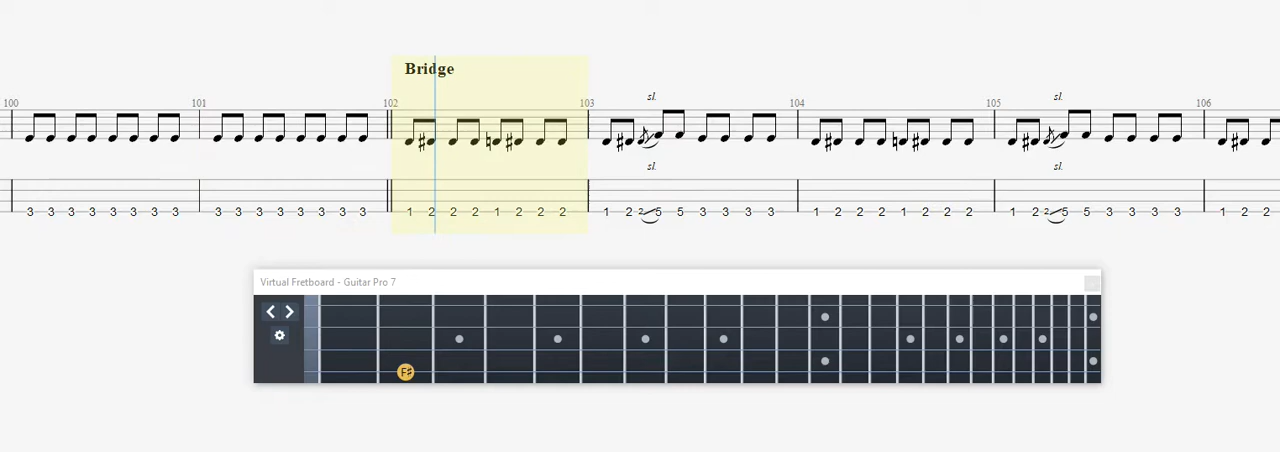 Bridge
100 101 102 103 104 105 106
sl. sl.
sl. sl.
3 3 3 3 3 3 3 3 3 3 3 3 3 3 3 3 1 2 2 2 1 2 2 2 1 2 2 5 5 3 3 3 3 1 2 2 2 1 2 2 2 1 2 2 5 5 3 3 3 3 1 2 2
Virtual Fretboard - Guitar Pro 7
F♯